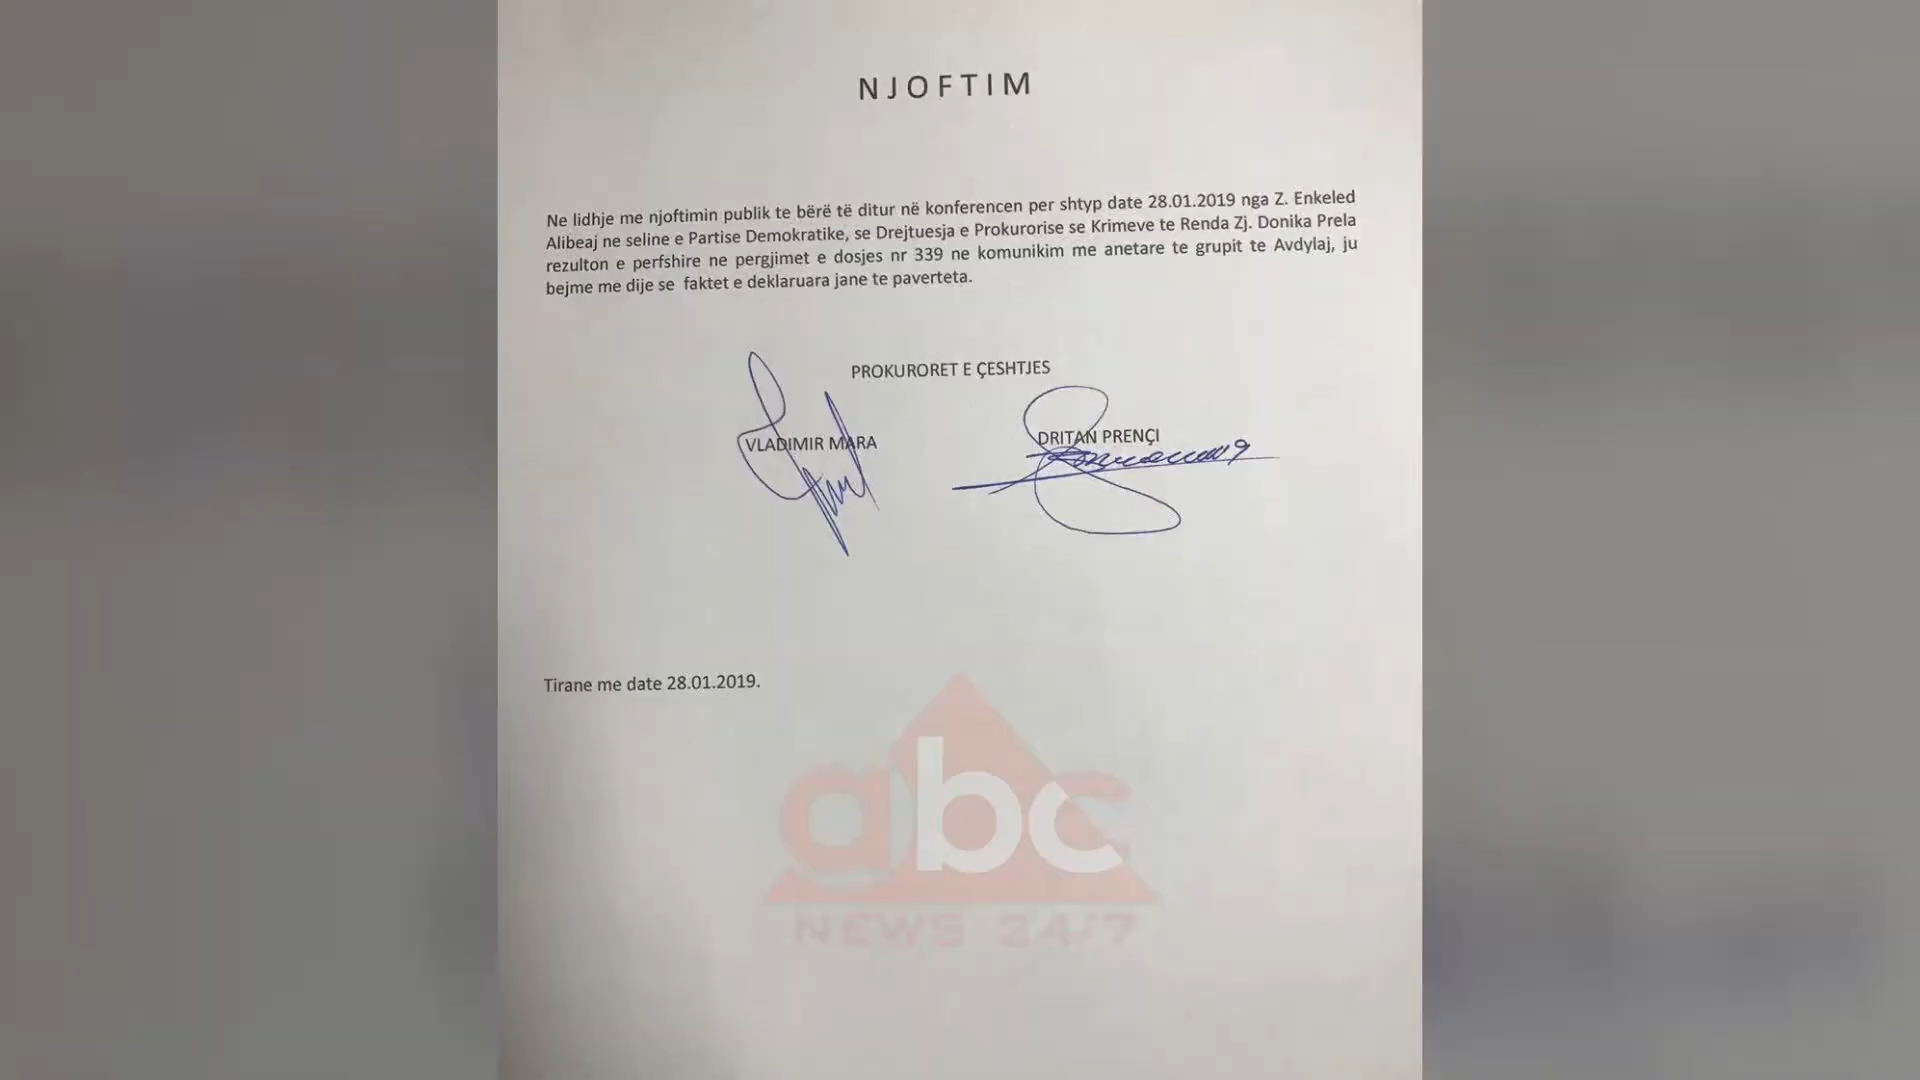 NJOFTIM
Ne lidhje me njoftimin publik te bërë të ditur në konferencen per shtyp date 28.01.2019 nga Z. Enkeled
Alibeaj ne seline e Partise Demokratike, se Drejtuesja e Prokurorise se Krimeve te Renda Zj. Donika Prela
rezulton e perfshire ne pergjimet e dosjes nr 339 ne komunikim me anetare te grupit te Avdylaj, ju
bejme me dije se faktet e deklaruara jane te paverteta.
PROKURORET E ÇESHTJES
VLADIMIR MARA DRITAN PRENÇI
Tirane me date 28.01.2019.
abc
NEWS 24/7